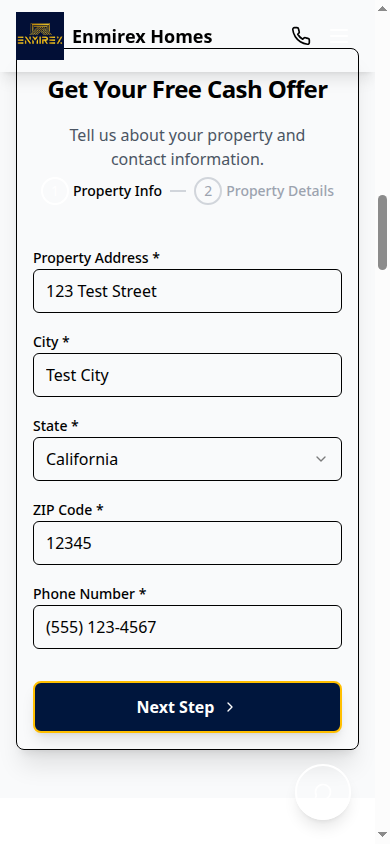 ENMIREX
Enmirex Homes
Get Your Free Cash Offer
Tell us about your property and
contact information.
Property Info
2
Property Details
Property Address *
123 Test Street
City *
Test City
State *
California
ZIP Code *
12345
Phone Number *
(555) 123-4567
Next Step